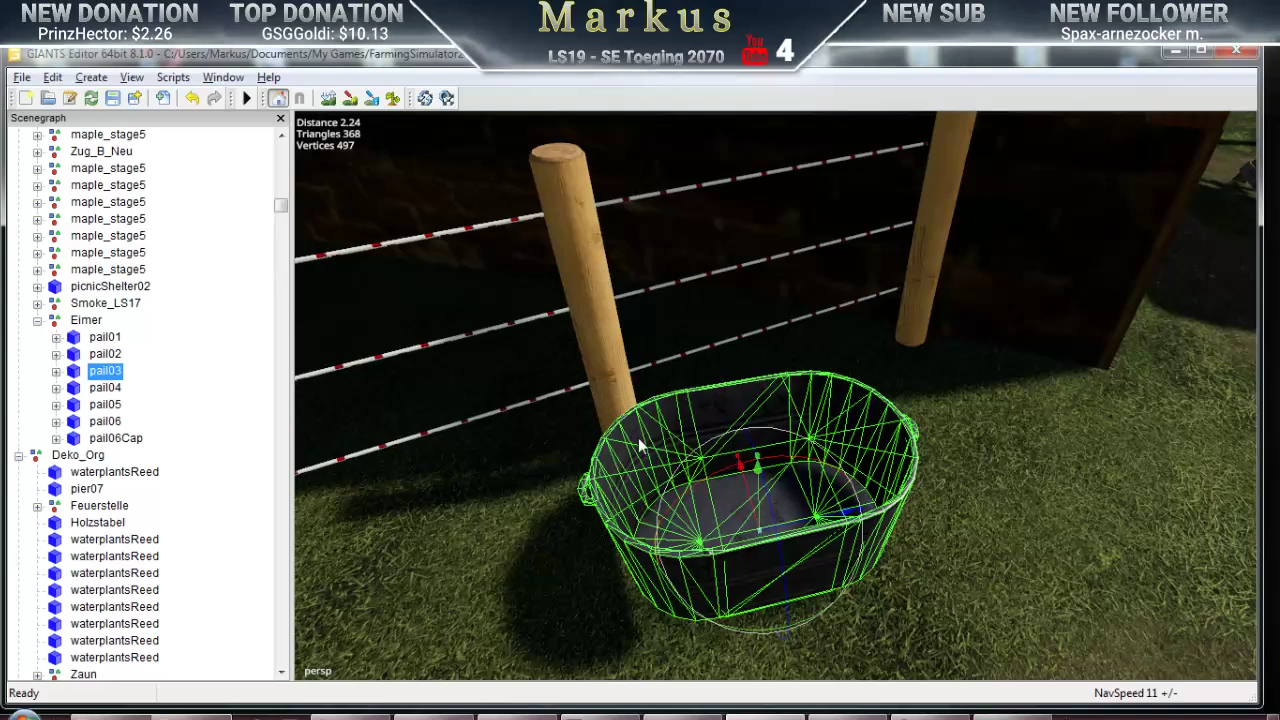 NEW DONATION
PrinzHector: $2.26
TOP DONATION
GSGGoldi: $10.13
Markus
LS19 - SE Toeging 2070
You
Tube
4
NEW SUB
NEW FOLLOWER
Spax-arnezocker m.
GIANTS Editor 64bit 8.1.0 - C:/Users/Markus/Documents/My Games/FarmingSimulator2
File Edit Create View Scripts Window Help
Scenegraph
maple_stage5
Zug_B_Neu
maple_stage5
maple_stage5
maple_stage5
maple_stage5
maple_stage5
maple_stage5
maple_stage5
picnicShelter02
Smoke_LS17
Eimer
pail01
pail02
pail03
pail04
pail05
pail06
pail06Cap
Deko_Org
waterplantsReed
pier07
Feuerstelle
Holzstabel
waterplantsReed
waterplantsReed
waterplantsReed
waterplantsReed
waterplantsReed
waterplantsReed
waterplantsReed
waterplantsReed
Zaun
Distance 2.24
Triangles 368
Vertices 497
persp
Ready
NavSpeed 11 +/-